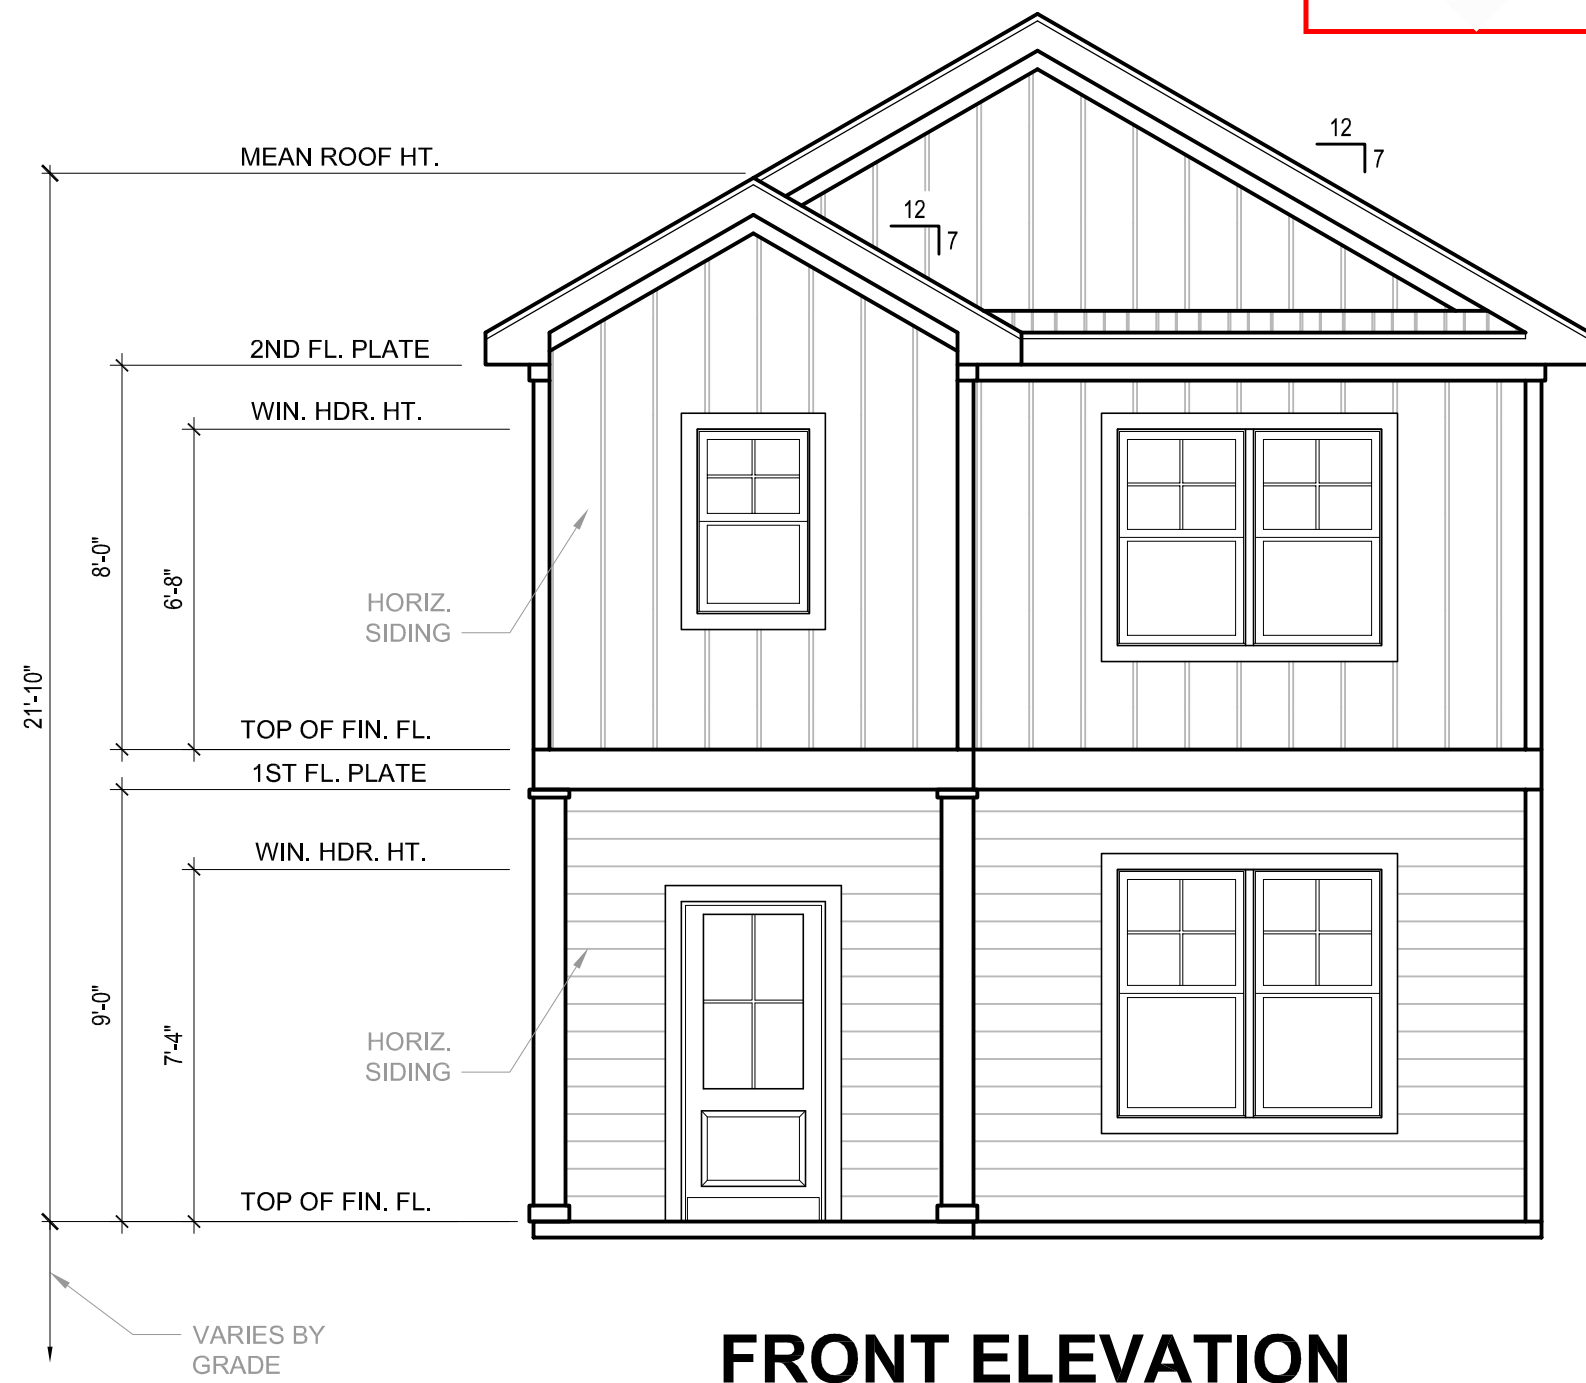 12
7
MEAN ROOF HT.
12
7
2ND FL. PLATE
WIN. HDR. HT.
8'-0"
6'-8"
HORIZ.
SIDING
21'-10"
TOP OF FIN. FL.
1ST FL. PLATE
WIN. HDR. HT.
9'-0"
7'-4"
HORIZ.
SIDING
TOP OF FIN. FL.
VARIES BY
GRADE
FRONT ELEVATION